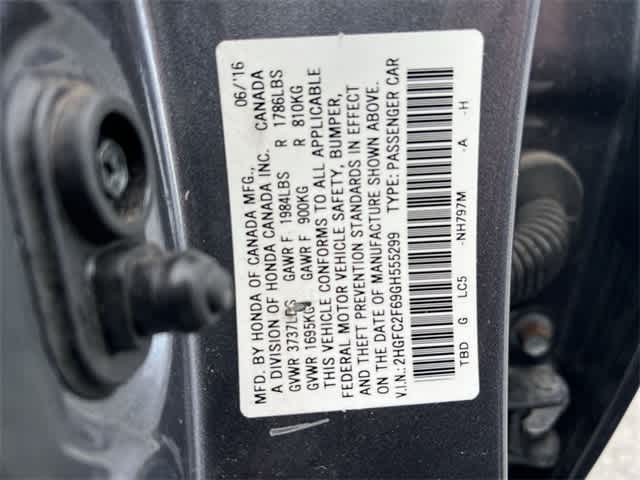 MFD. BY HONDA OF CANADA MFG., 06/'16
A DIVISION OF HONDA CANADA INC. CANADA
GVWR 3737LBS GAWR F 1984LBS R 1786LBS
GVWR 1695KG GAWR F 900KG R 810KG
THIS VEHICLE CONFORMS TO ALL APPLICABLE
FEDERAL MOTOR VEHICLE SAFETY, BUMPER,
AND THEFT PREVENTION STANDARDS IN EFFECT
ON THE DATE OF MANUFACTURE SHOWN ABOVE.
V.I.N.: 2HGFC2F69GH555299 TYPE: PASSENGER CAR
TBD G LC5 -NH797M -A -H